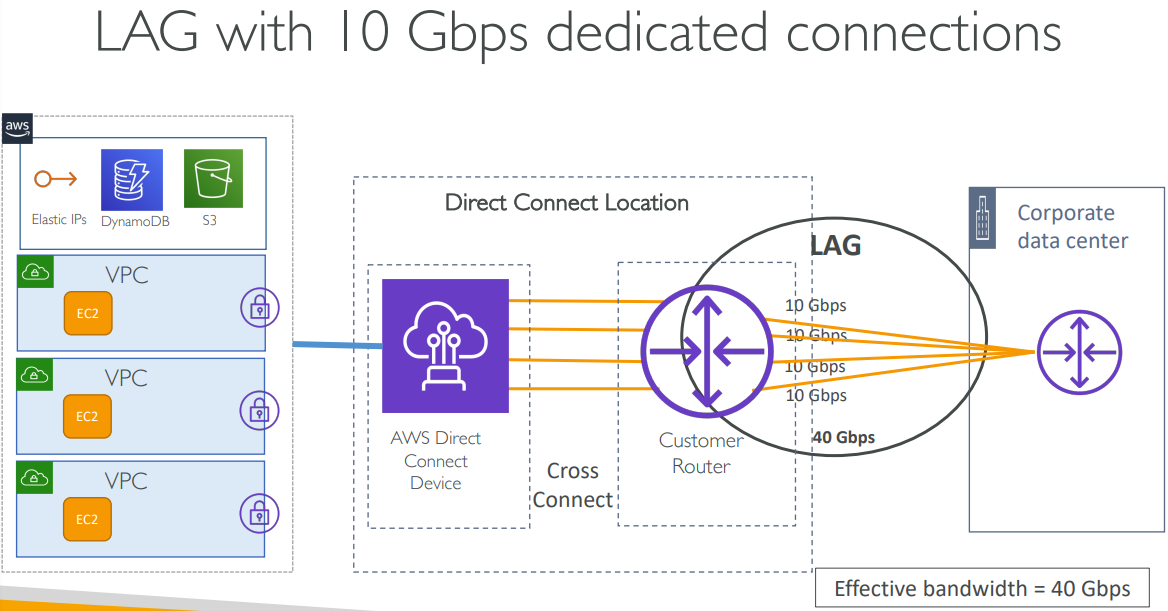 LAG with 10 Gbps dedicated connections
aws
Elastic IPs
DynamoDB
S3
VPC
EC2
VPC
EC2
VPC
EC2
Direct Connect Location
AWS Direct
Connect
Device
Cross
Connect
Customer
Router
LAG
10 Gbps
10 Gbps
10 Gbps
10 Gbps
40 Gbps
Corporate
data center
Effective bandwidth = 40 Gbps